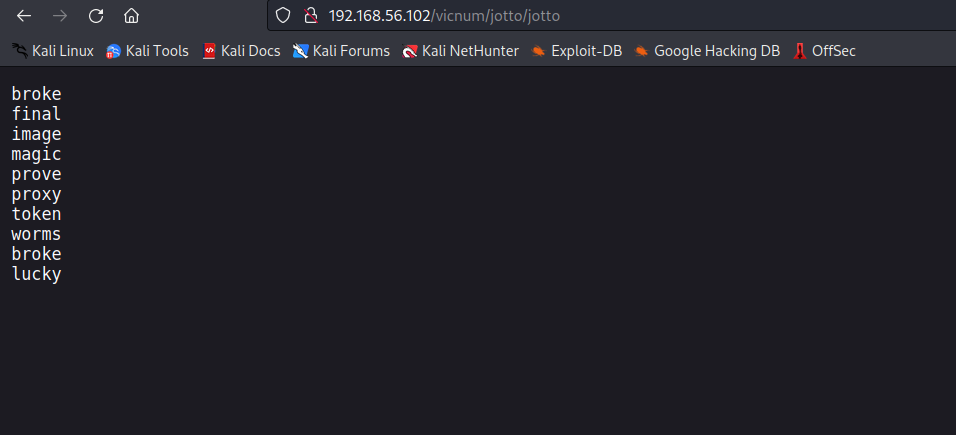 192.168.56.102/vicnum/jotto/jotto
Kali Linux Kali Tools Kali Docs Kali Forums Kali NetHunter Exploit-DB Google Hacking DB OffSec
broke
final
image
magic
prove
proxy
token
worms
broke
lucky